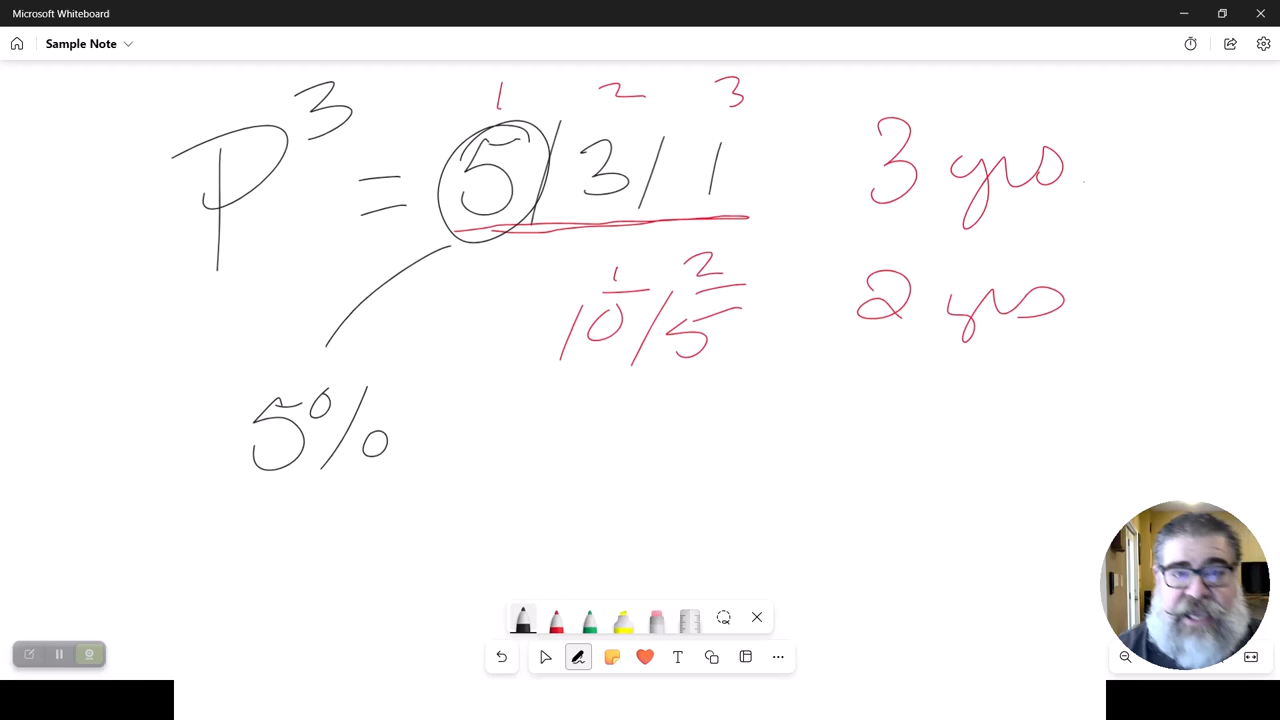 Microsoft Whiteboard
Sample Note
1 2 3
P³ = 5/3/1 3 yrs
1 2
10/5 2 yrs
5%